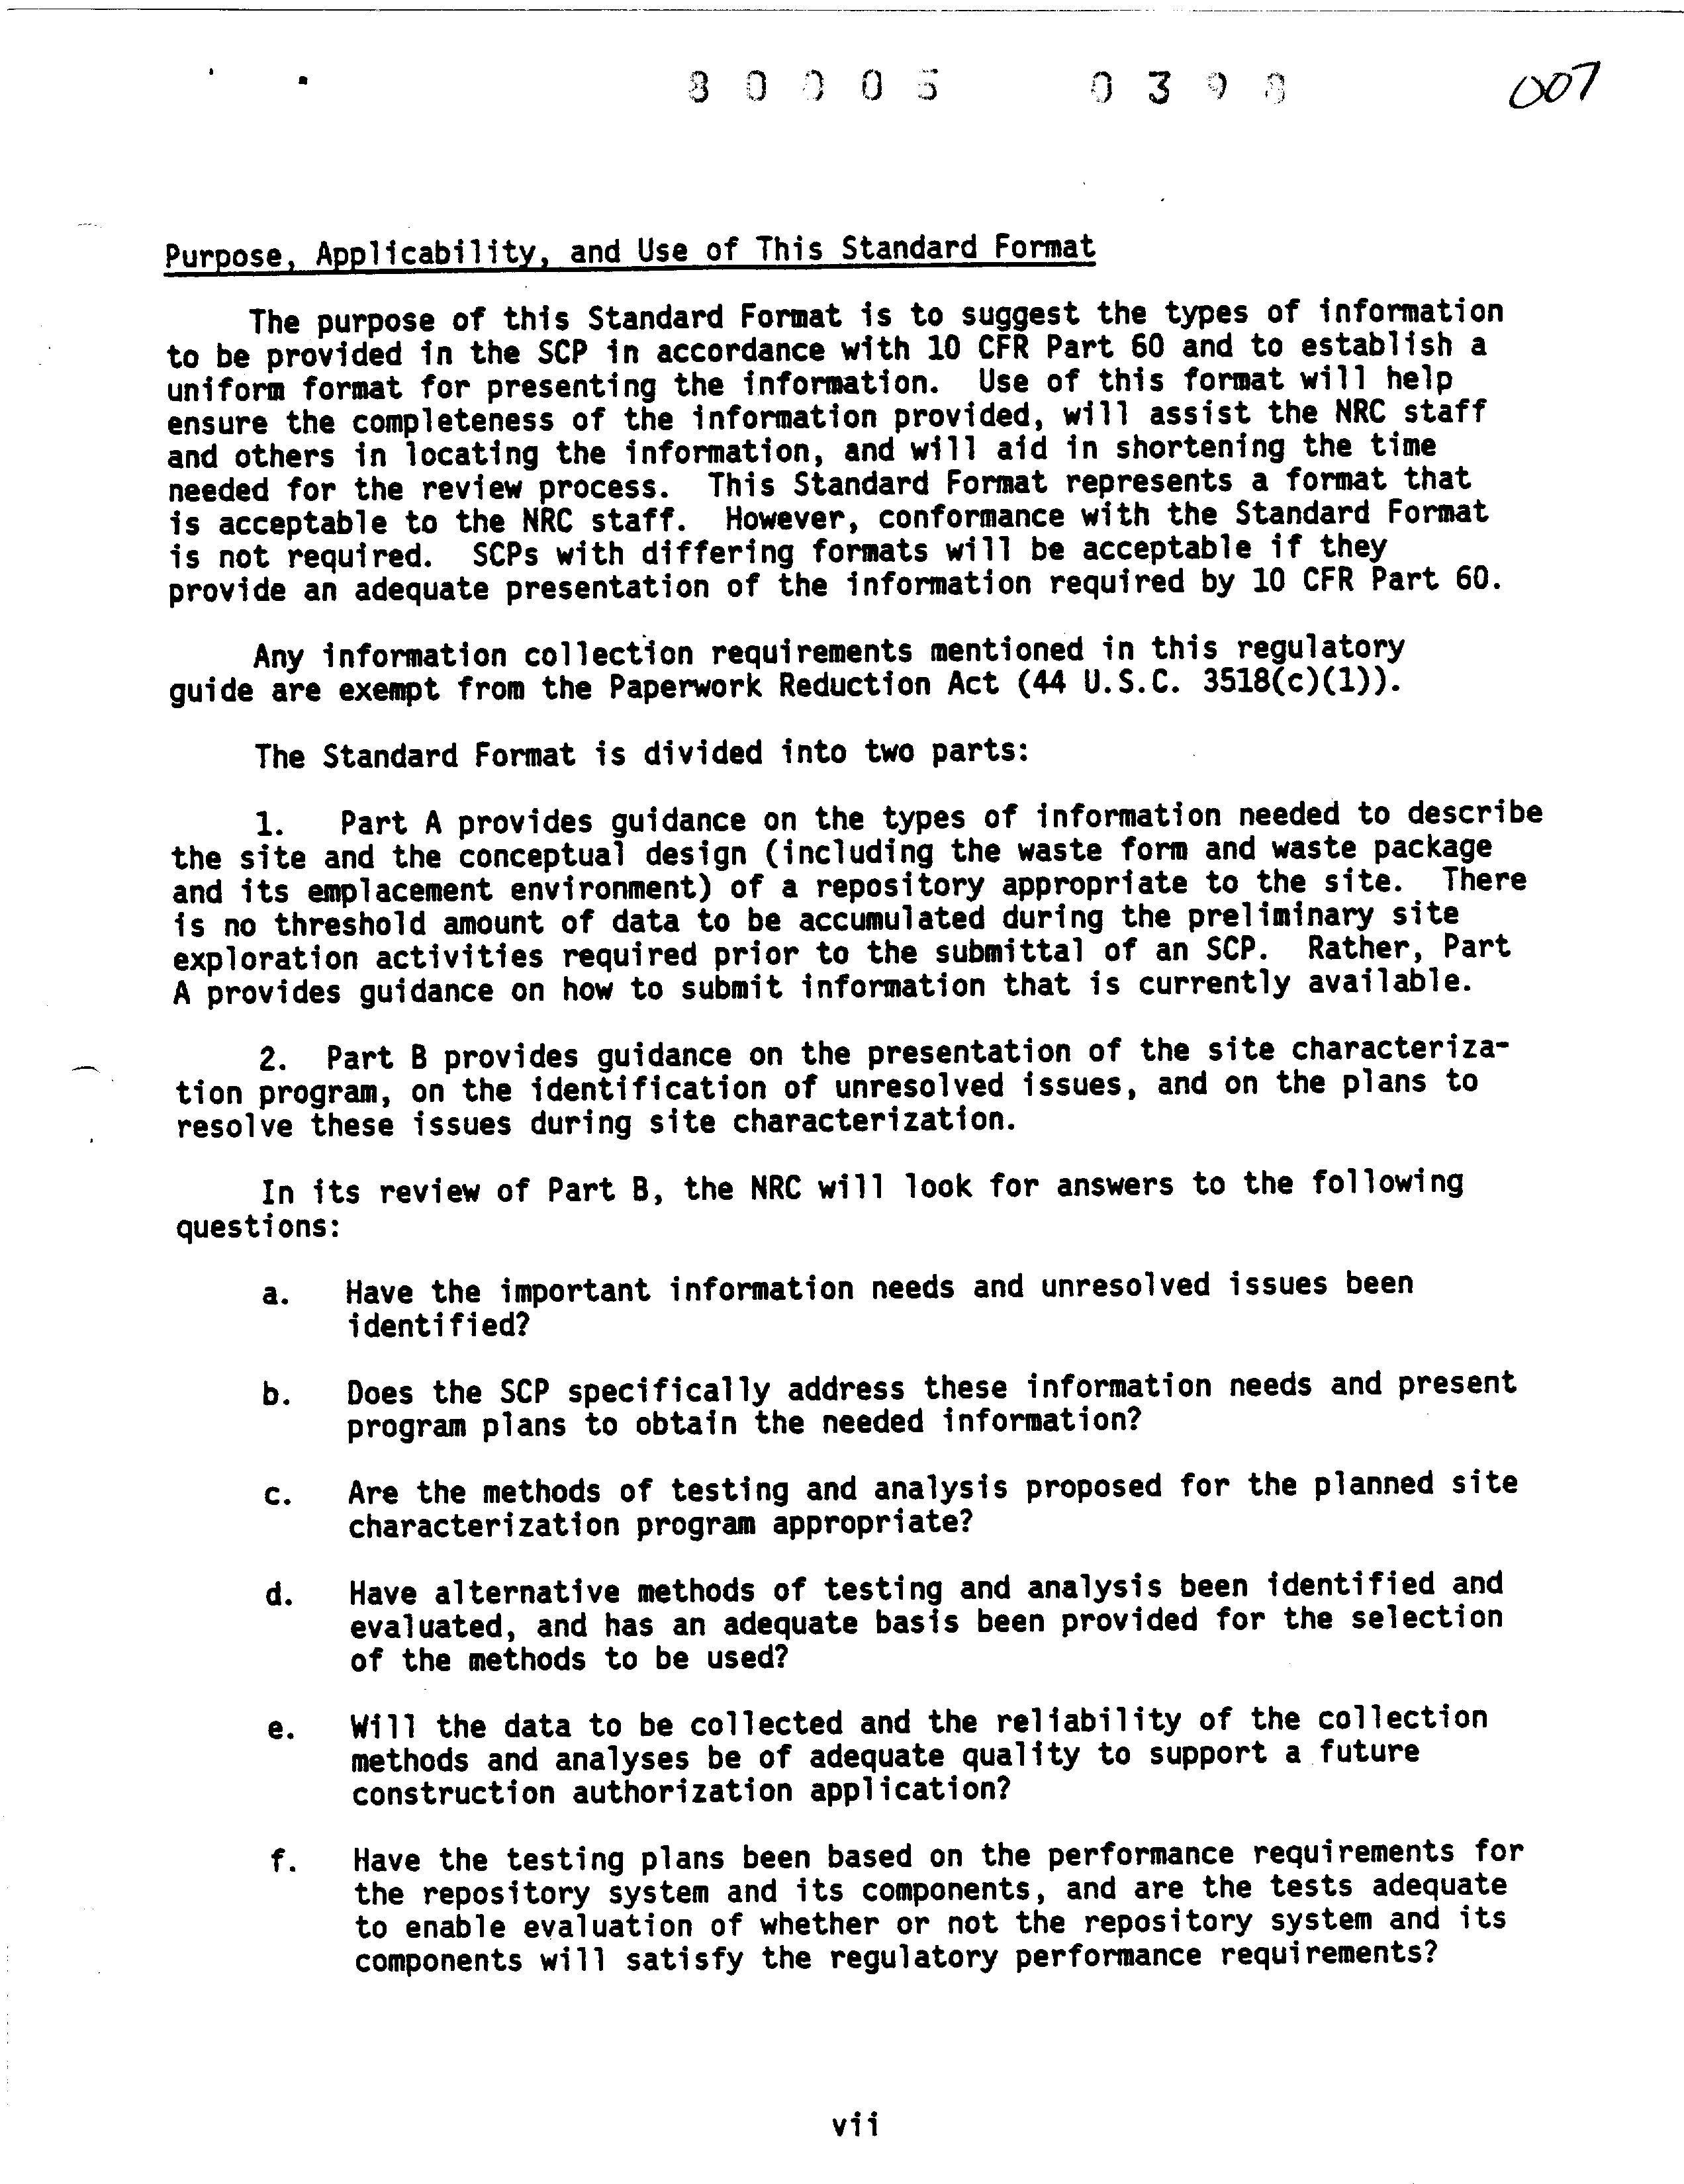 80005 0398 007
Purpose, Applicability, and Use of This Standard Format
The purpose of this Standard Format is to suggest the types of information
to be provided in the SCP in accordance with 10 CFR Part 60 and to establish a
uniform format for presenting the information. Use of this format will help
ensure the completeness of the information provided, will assist the NRC staff
and others in locating the information, and will aid in shortening the time
needed for the review process. This Standard Format represents a format that
is acceptable to the NRC staff. However, conformance with the Standard Format
is not required. SCPs with differing formats will be acceptable if they
provide an adequate presentation of the information required by 10 CFR Part 60.
Any information collection requirements mentioned in this regulatory
guide are exempt from the Paperwork Reduction Act (44 U.S.C. 3518(c)(1)).
The Standard Format is divided into two parts:
1. Part A provides guidance on the types of information needed to describe
the site and the conceptual design (including the waste form and waste package
and its emplacement environment) of a repository appropriate to the site. There
is no threshold amount of data to be accumulated during the preliminary site
exploration activities required prior to the submittal of an SCP. Rather, Part
A provides guidance on how to submit information that is currently available.
2. Part B provides guidance on the presentation of the site characteriza-
tion program, on the identification of unresolved issues, and on the plans to
resolve these issues during site characterization.
In its review of Part B, the NRC will look for answers to the following
questions:
a. Have the important information needs and unresolved issues been
identified?
b. Does the SCP specifically address these information needs and present
program plans to obtain the needed information?
c. Are the methods of testing and analysis proposed for the planned site
characterization program appropriate?
d. Have alternative methods of testing and analysis been identified and
evaluated, and has an adequate basis been provided for the selection
of the methods to be used?
e. Will the data to be collected and the reliability of the collection
methods and analyses be of adequate quality to support a future
construction authorization application?
f. Have the testing plans been based on the performance requirements for
the repository system and its components, and are the tests adequate
to enable evaluation of whether or not the repository system and its
components will satisfy the regulatory performance requirements?
vii